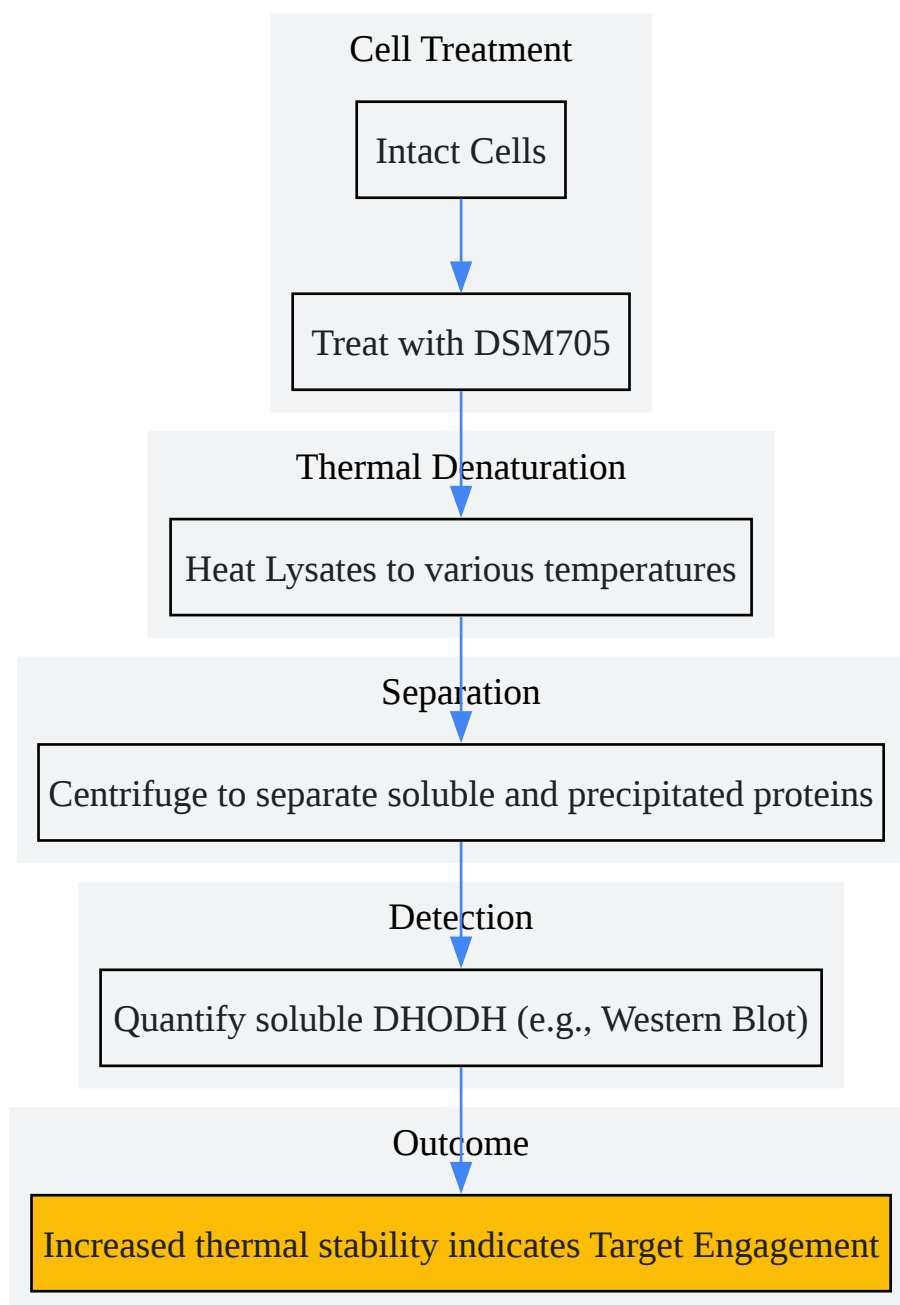 Cell Treatment
Intact Cells
Treat with DSM705
Thermal Denaturation
Heat Lysates to various temperatures
Separation
Centrifuge to separate soluble and precipitated proteins
Detection
Quantify soluble DHODH (e.g., Western Blot)
Outcome
Increased thermal stability indicates Target Engagement